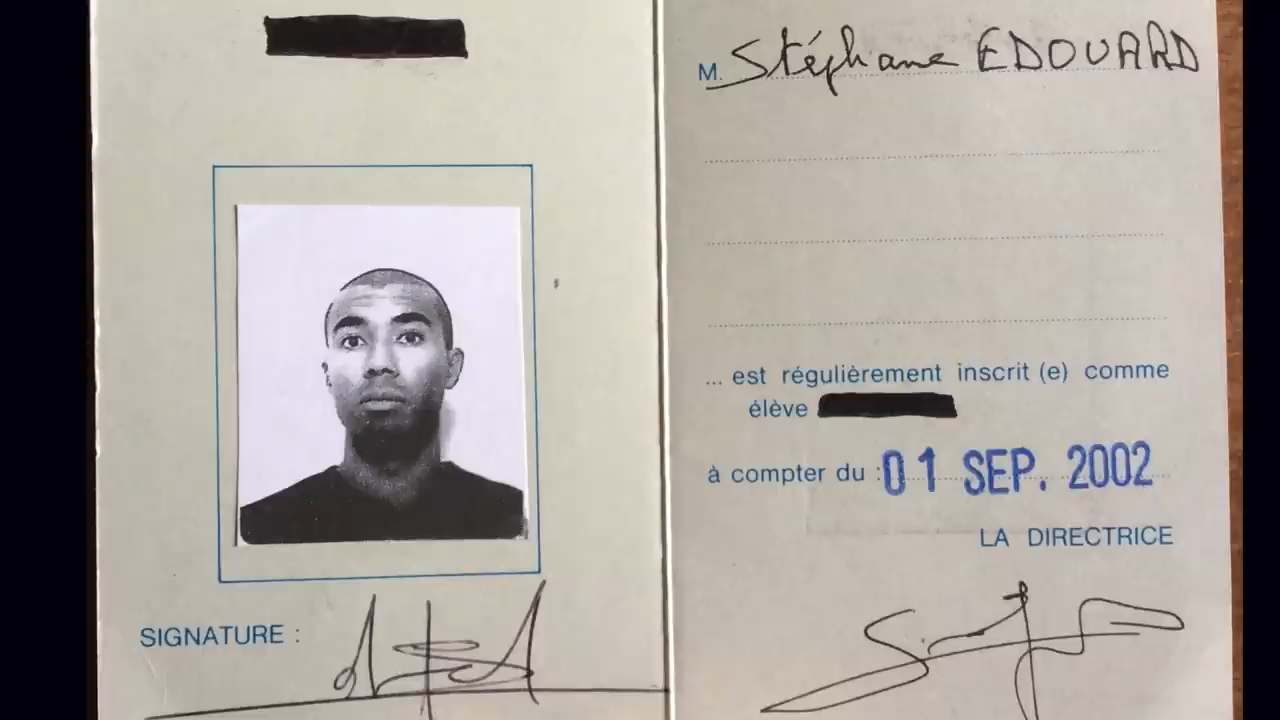 SIGNATURE :
M. Stéphane EDOUARD
... est régulièrement inscrit (e) comme
élève
à compter du : 01 SEP. 2002
LA DIRECTRICE